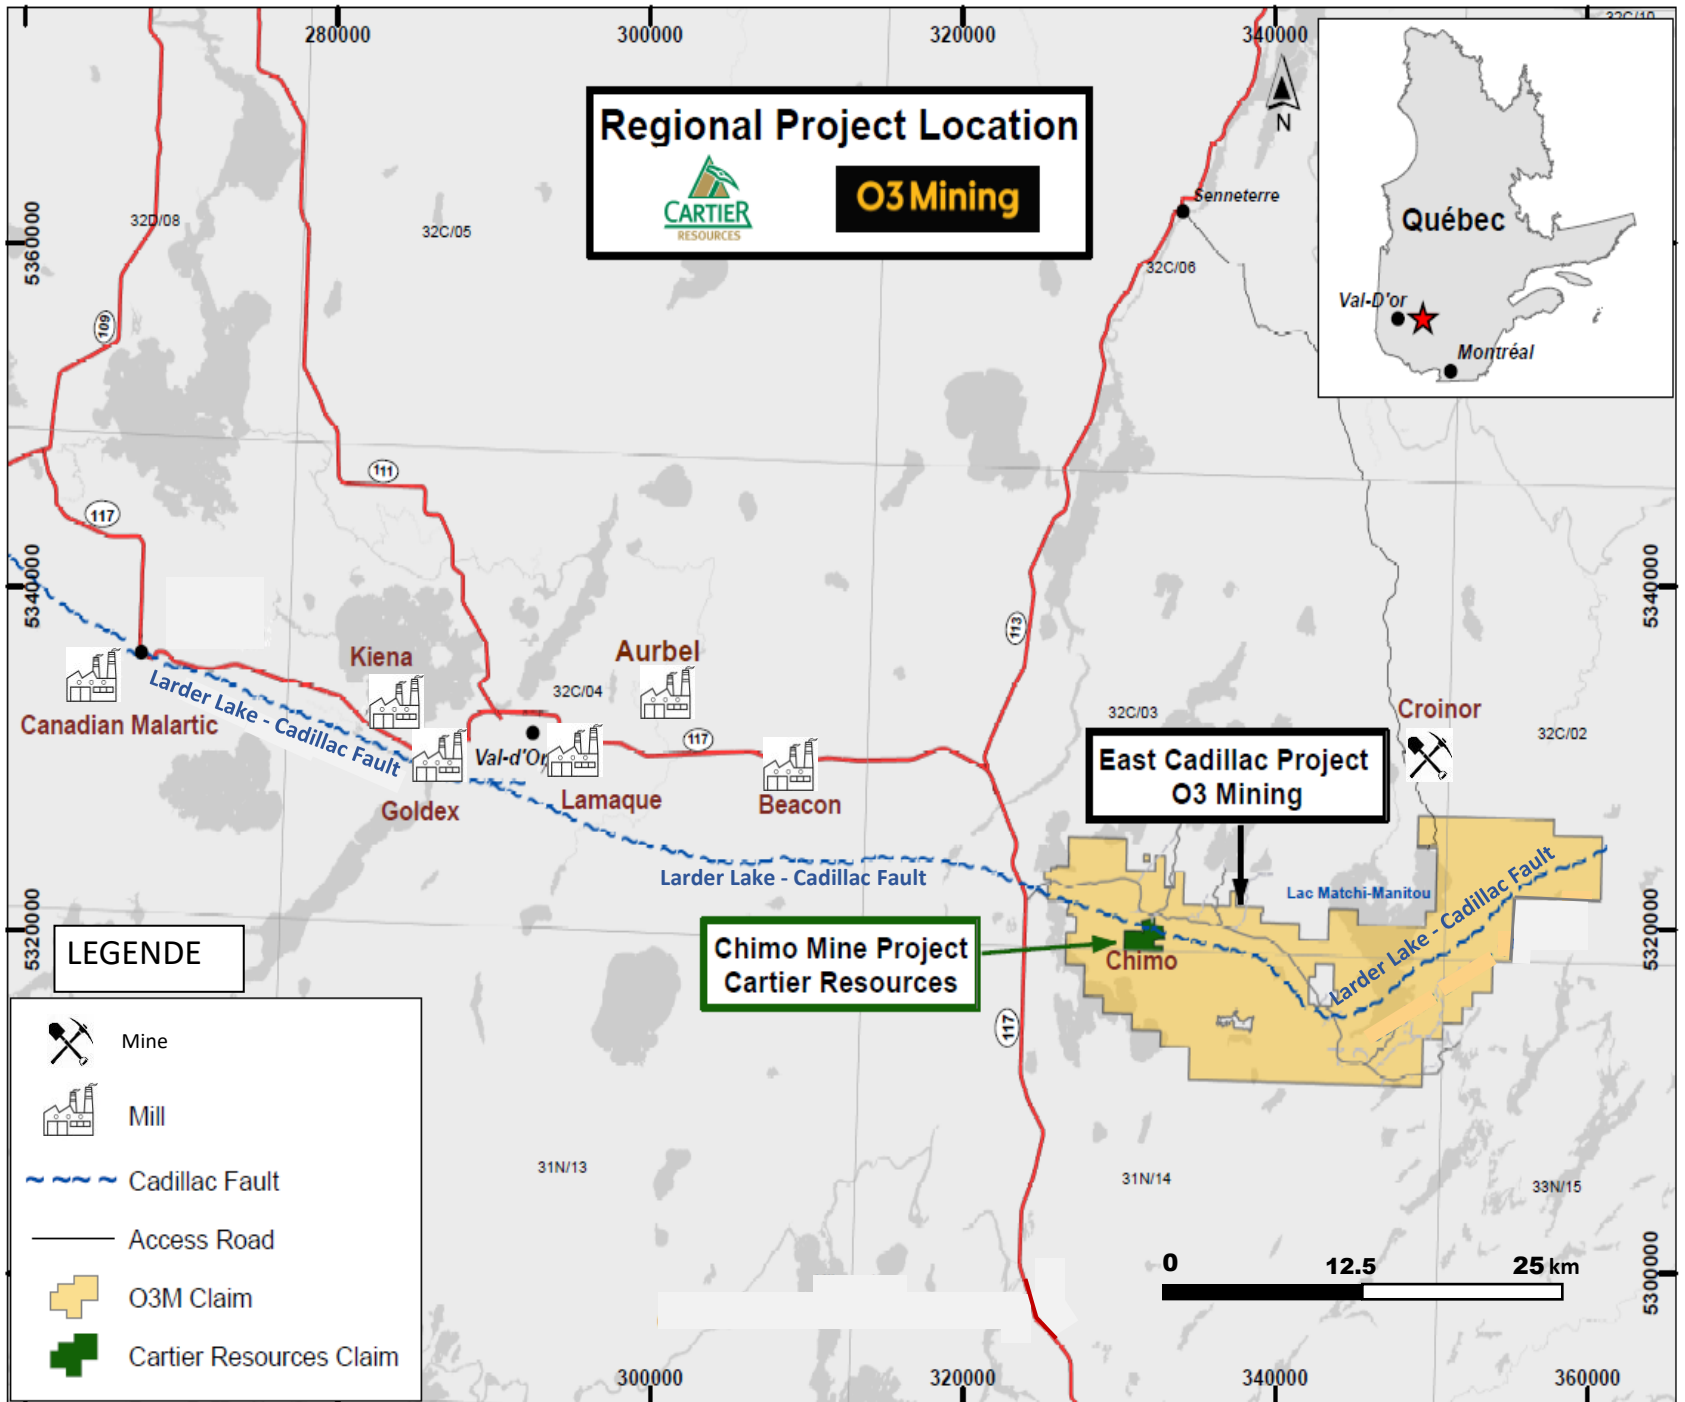 280000
300000
320000
340000
32C/10
Regional Project Location
CARTIER
RESOURCES
O3 Mining
N
Québec
Val-D'or
Montréal
Senneterre
32D/08
32C/05
32C/06
5360000
109
111
117
5340000
5340000
113
Kiena
Aurbel
32C/04
Canadian Malartic
Larder Lake - Cadillac Fault
Val-d'Or
117
Goldex
Lamaque
Beacon
32C/03
Croinor
32C/02
East Cadillac Project
O3 Mining
Larder Lake - Cadillac Fault
Lac Matchi-Manitou
Larder Lake - Cadillac Fault
5320000
5320000
Chimo Mine Project
Cartier Resources
Chimo
117
LEGENDE
Mine
Mill
Cadillac Fault
Access Road
O3M Claim
Cartier Resources Claim
31N/13
31N/14
33N/15
0 12.5 25 km
5300000
300000
320000
340000
360000